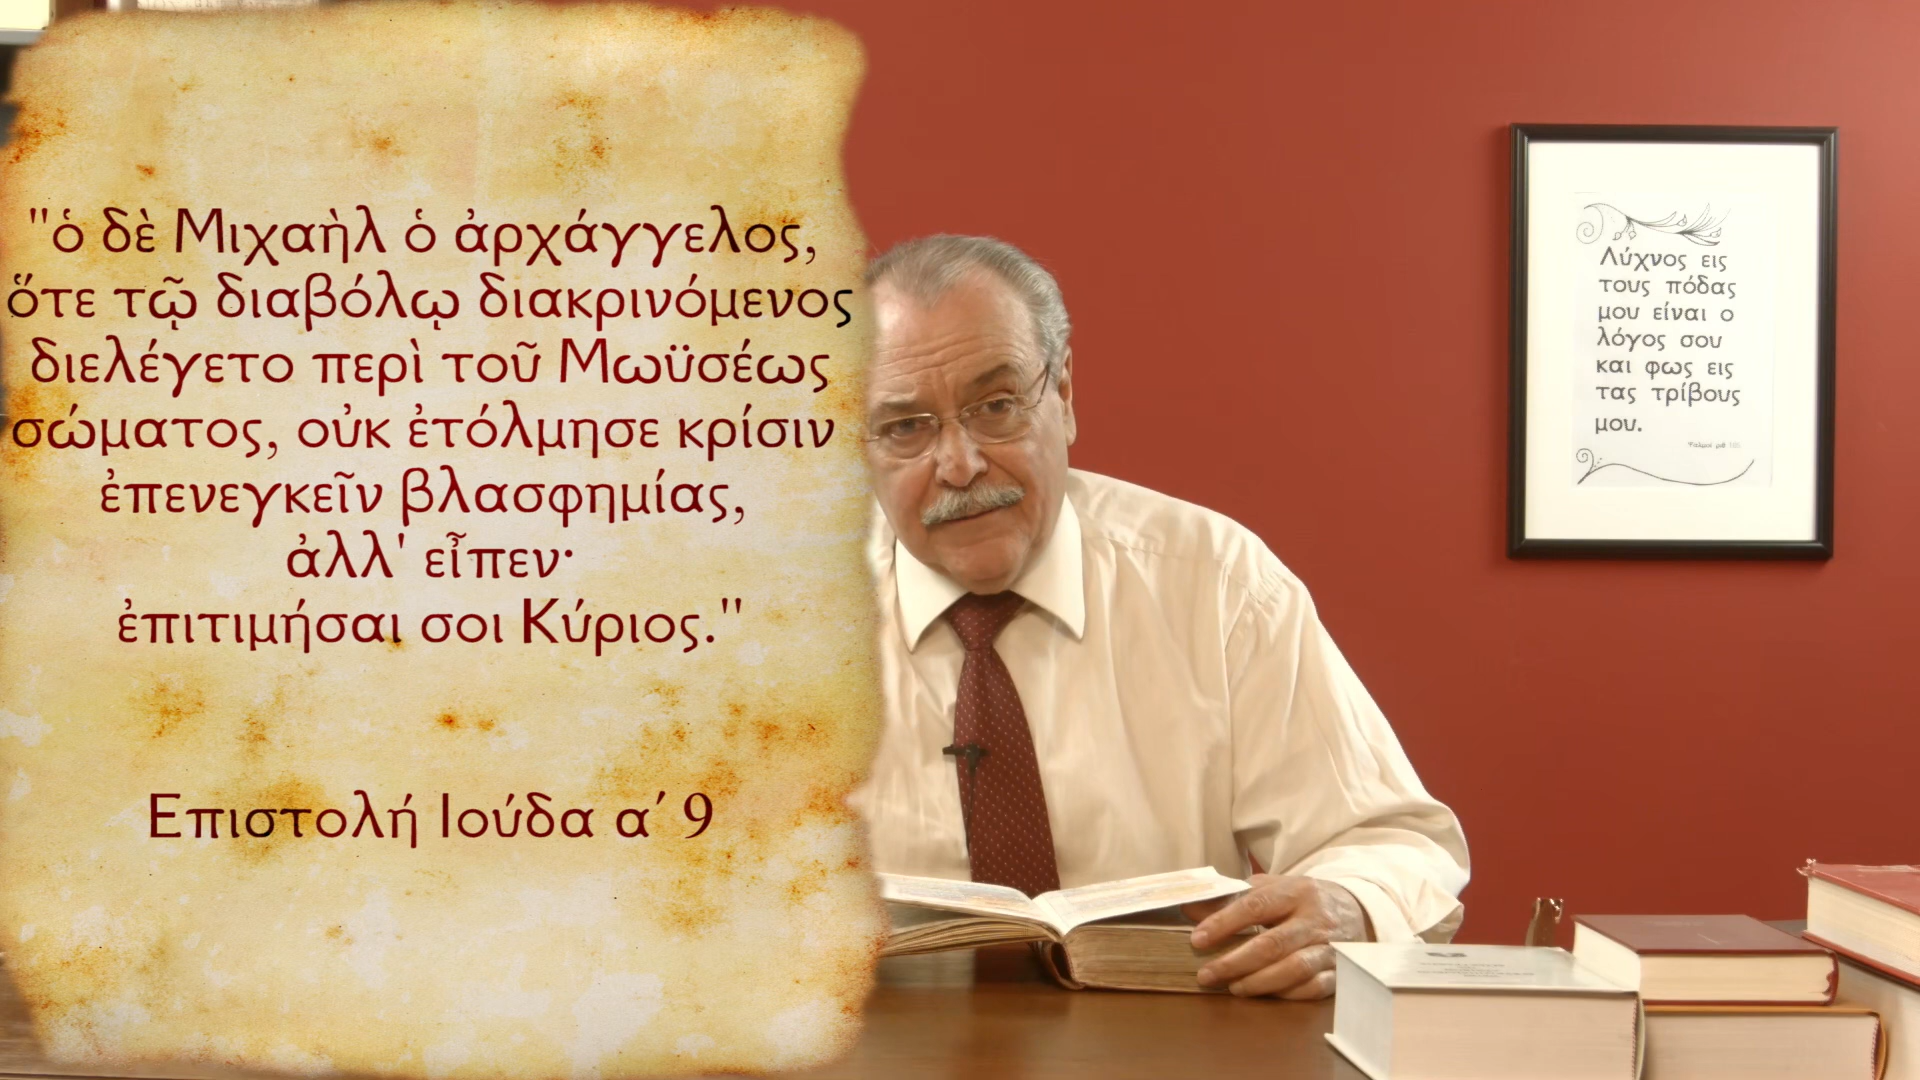 "ὁ δὲ Μιχαὴλ ὁ ἀρχάγγελος,
ὅτε τῷ διαβόλῳ διακρινόμενος
διελέγετο περὶ τοῦ Μωϋσέως
σώματος, οὐκ ἐτόλμησε κρίσιν
ἐπενεγκεῖν βλασφημίας,
ἀλλ' εἶπεν·
ἐπιτιμήσαι σοι Κύριος."
Επιστολή Ιούδα α΄ 9
Λύχνος εις
τους πόδας
μου είναι ο
λόγος σου
και φως εις
τας τρίβους
μου.